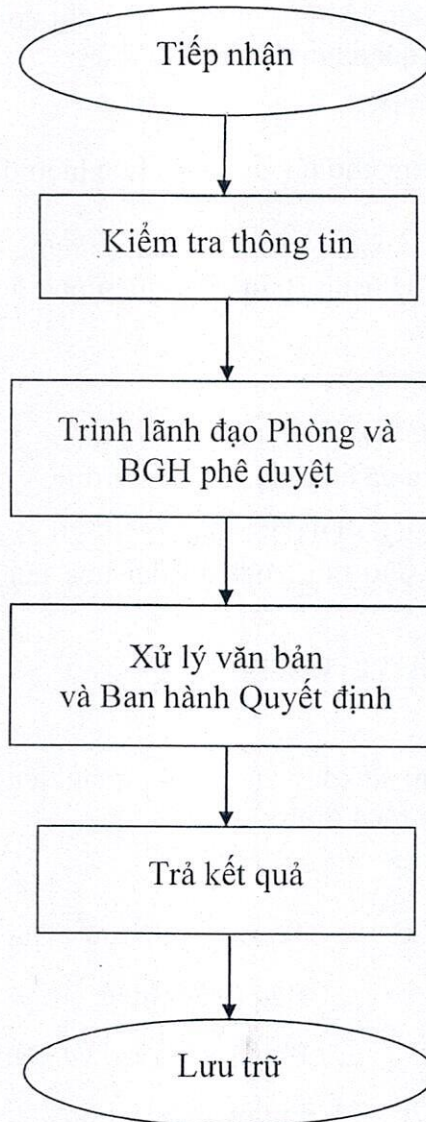 Tiếp nhận
Kiểm tra thông tin
Trình lãnh đạo Phòng và
BGH phê duyệt
Xử lý văn bản
và Ban hành Quyết định
Trả kết quả
Lưu trữ